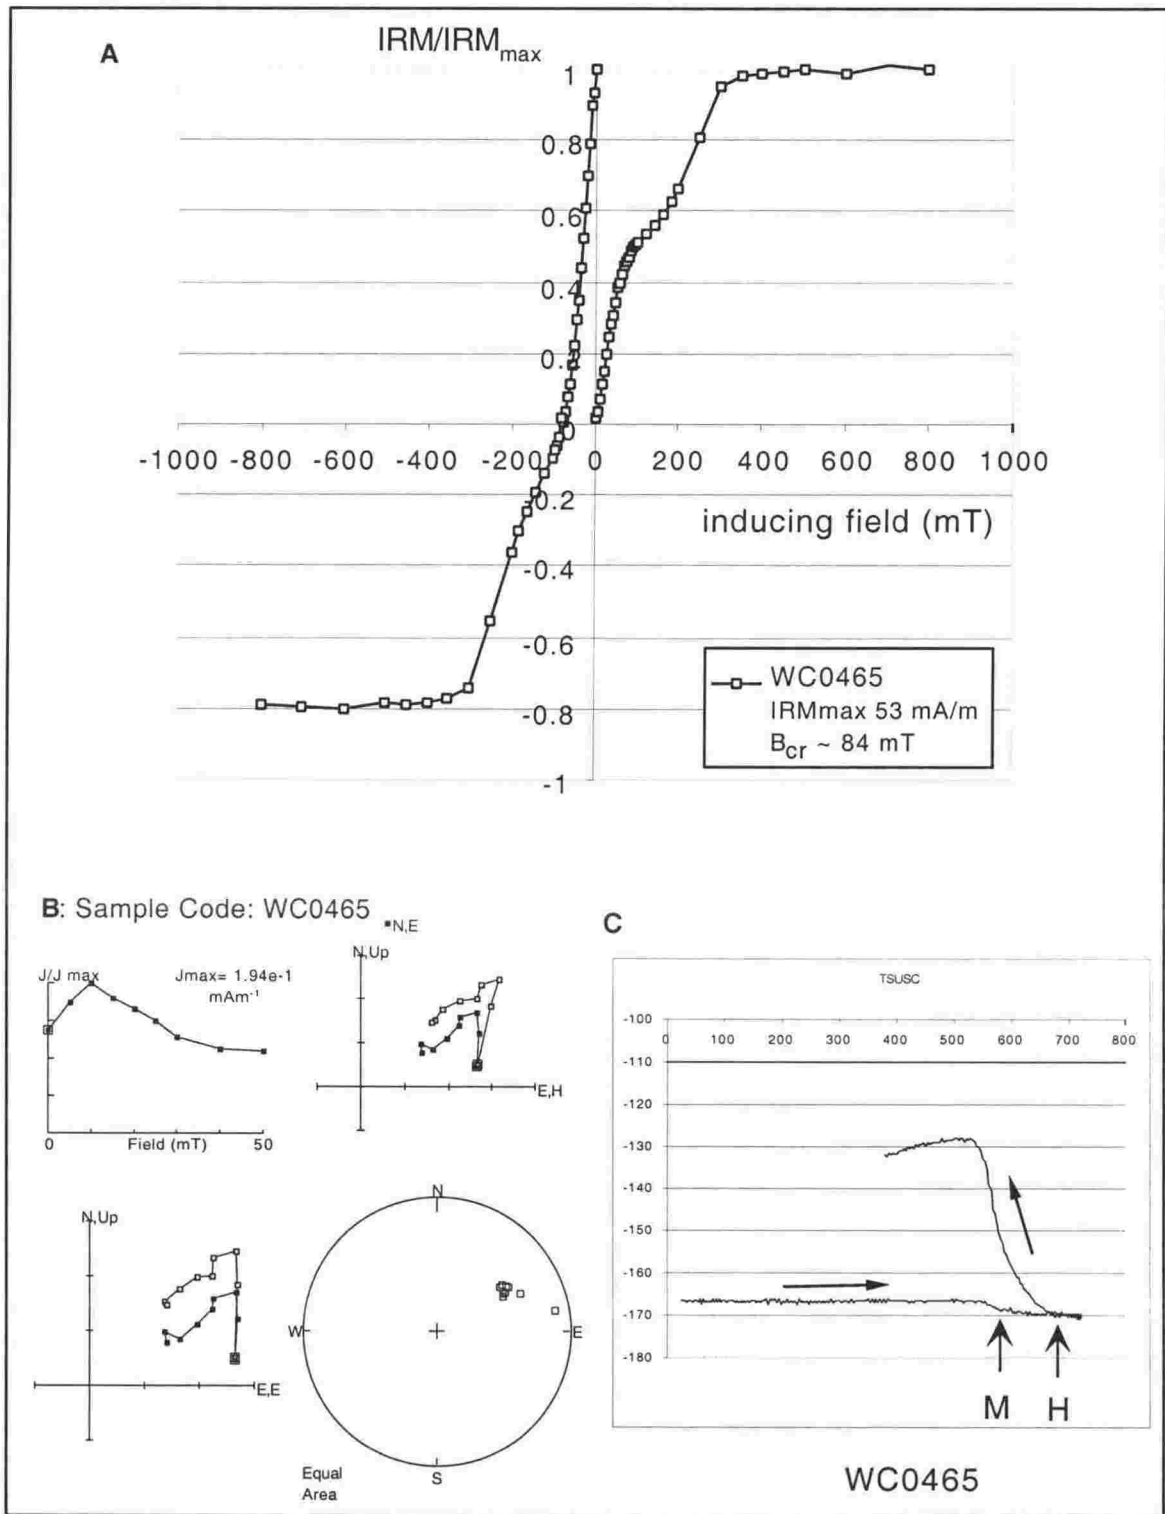 A
IRM/IRMmax
1
0.8
0.6
0.4
0.2
0
-1000 -800 -600 -400 -200 0 200 400 600 800 1000
-0.2
inducing field (mT)
-0.4
-0.6
-0.8
-1
WC0465
IRMmax 53 mA/m
Bcr ~ 84 mT
B: Sample Code: WC0465
J/J max
Jmax= 1.94e-1
mAm-1
0 Field (mT) 50
N,E
N,Up
E,H
N,Up
E,E
N
W
E
S
Equal
Area
C
TSUSC
-100
0 100 200 300 400 500 600 700 800
-110
-120
-130
-140
-150
-160
-170
-180
M H
WC0465